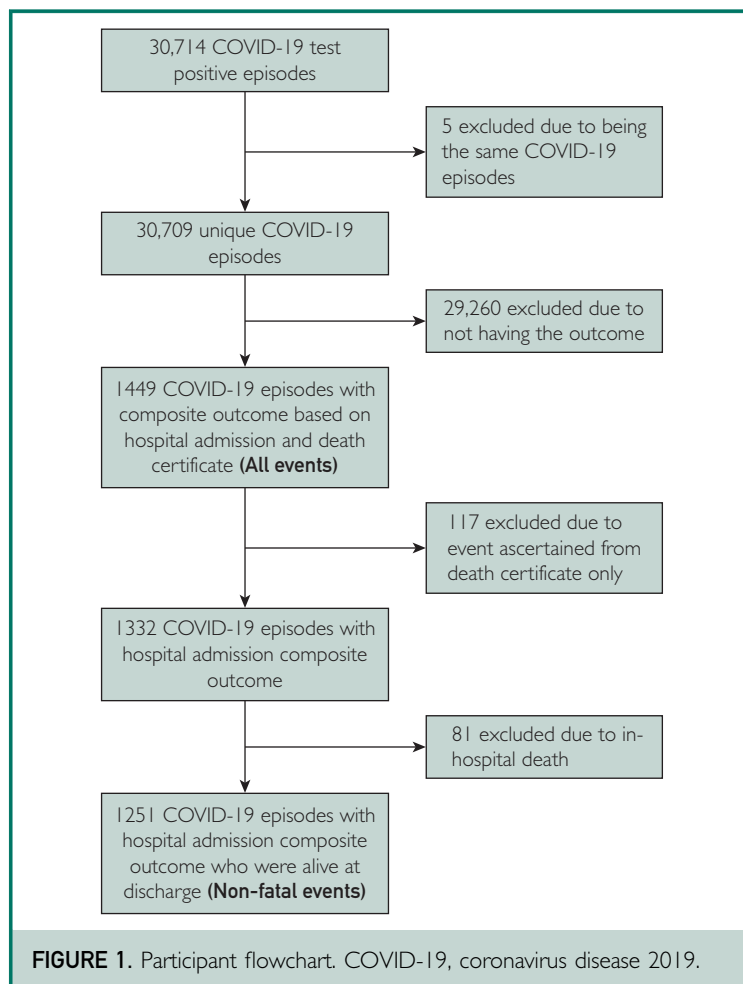 30,714 COVID-19 test
positive episodes
5 excluded due to being
the same COVID-19
episodes
30,709 unique COVID-19
episodes
29,260 excluded due to
not having the outcome
1449 COVID-19 episodes with
composite outcome based on
hospital admission and death
certificate (All events)
117 excluded due to
event ascertained from
death certificate only
1332 COVID-19 episodes with
hospital admission composite
outcome
81 excluded due to in-
hospital death
1251 COVID-19 episodes with
hospital admission composite
outcome who were alive at
discharge (Non-fatal events)
FIGURE 1. Participant flowchart. COVID-19, coronavirus disease 2019.